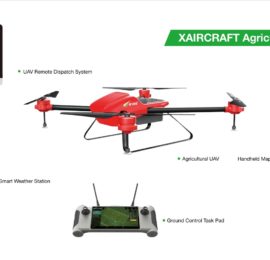 XAIRCRAFT Agric
UAV Remote Dispatch System
Agricultural UAV
Handheld Map
Smart Weather Station
Ground Control Task Pad